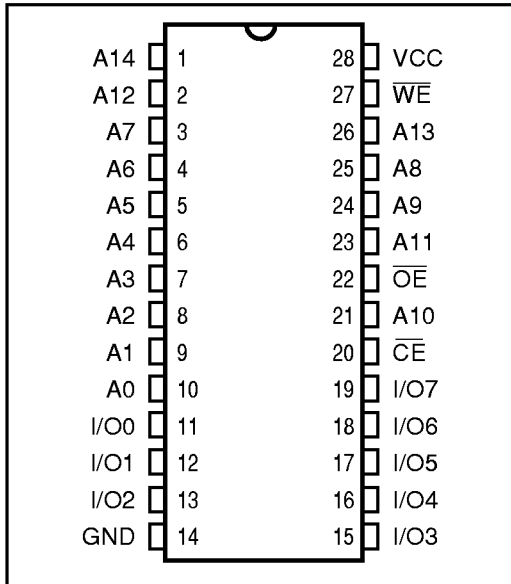 A14 1 28 VCC
A12 2 27 WE
A7 3 26 A13
A6 4 25 A8
A5 5 24 A9
A4 6 23 A11
A3 7 22 OE
A2 8 21 A10
A1 9 20 CE
A0 10 19 I/O7
I/O0 11 18 I/O6
I/O1 12 17 I/O5
I/O2 13 16 I/O4
GND 14 15 I/O3